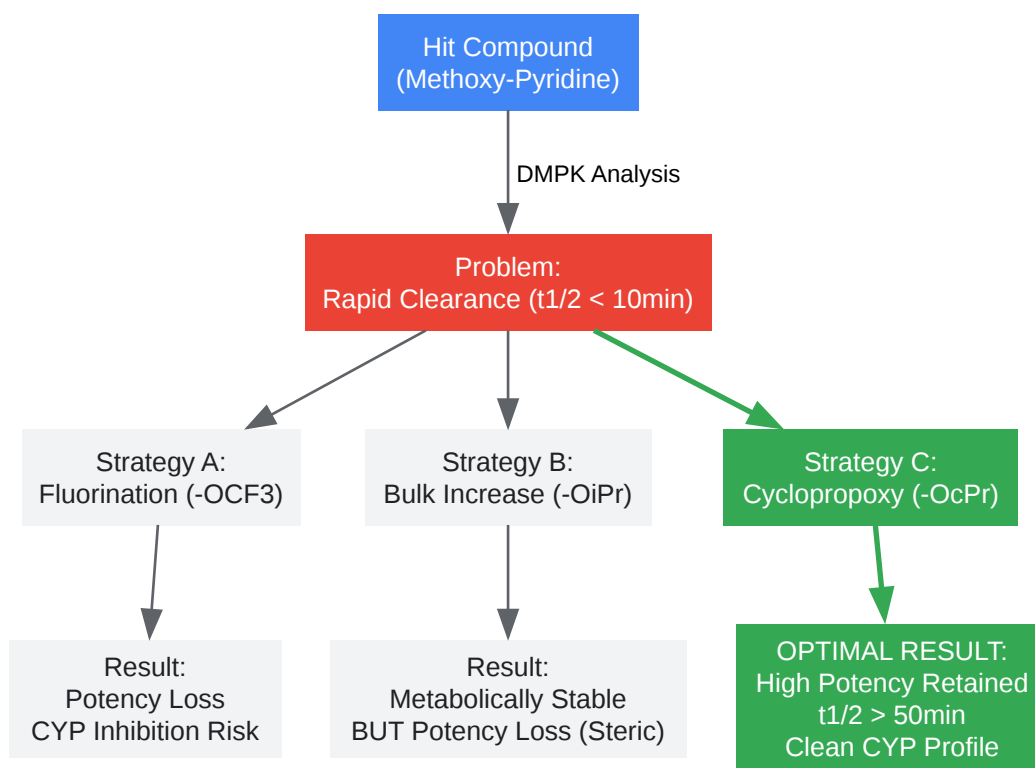 Hit Compound
(Methoxy-Pyridine)
DMPK Analysis
Problem:
Rapid Clearance (t1/2 < 10min)
Strategy A:
Fluorination (-OCF3)
Strategy B:
Bulk Increase (-OiPr)
Strategy C:
Cyclopropoxy (-OcPr)
Result:
Potency Loss
CYP Inhibition Risk
Result:
Metabolically Stable
BUT Potency Loss (Steric)
OPTIMAL RESULT:
High Potency Retained
t1/2 > 50min
Clean CYP Profile